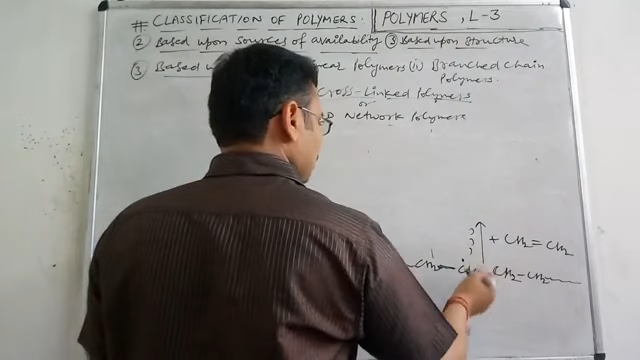 # CLASSIFICATION OF POLYMERS. POLYMERS, L-3
② Based upon sources of availability ③ Based upon structure
③ Based Polymers (ii) Branched chain
Polymers.
Cross-Linked Polymers
or
Network Polymers
+ CH2=CH2
CH2 CH2-CH2